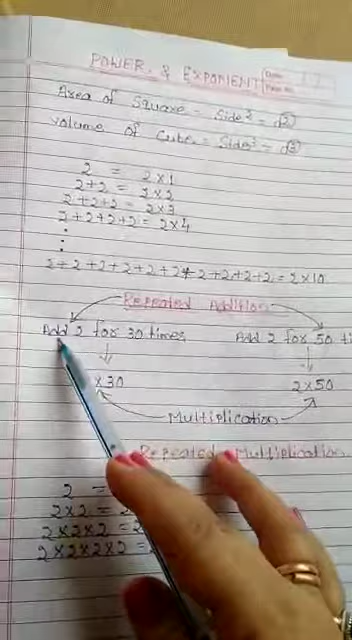 POWER & EXPONENT
Area of Square = Side² = a²
Volume of Cube = Side³ = a³
2 = 2×1
2+2 = 2×2
2+2+2 = 2×3
2+2+2+2 = 2×4
:
:
2+2+2+2+2+2+2+2+2+2 = 2×10
Repeated Addition
Add 2 for 30 times Add 2 for 50
×30 2×50
Multiplication
Repeated Multiplication
2 =
2×2 =
2×2×2 = 2
2×2×2×2 = 2